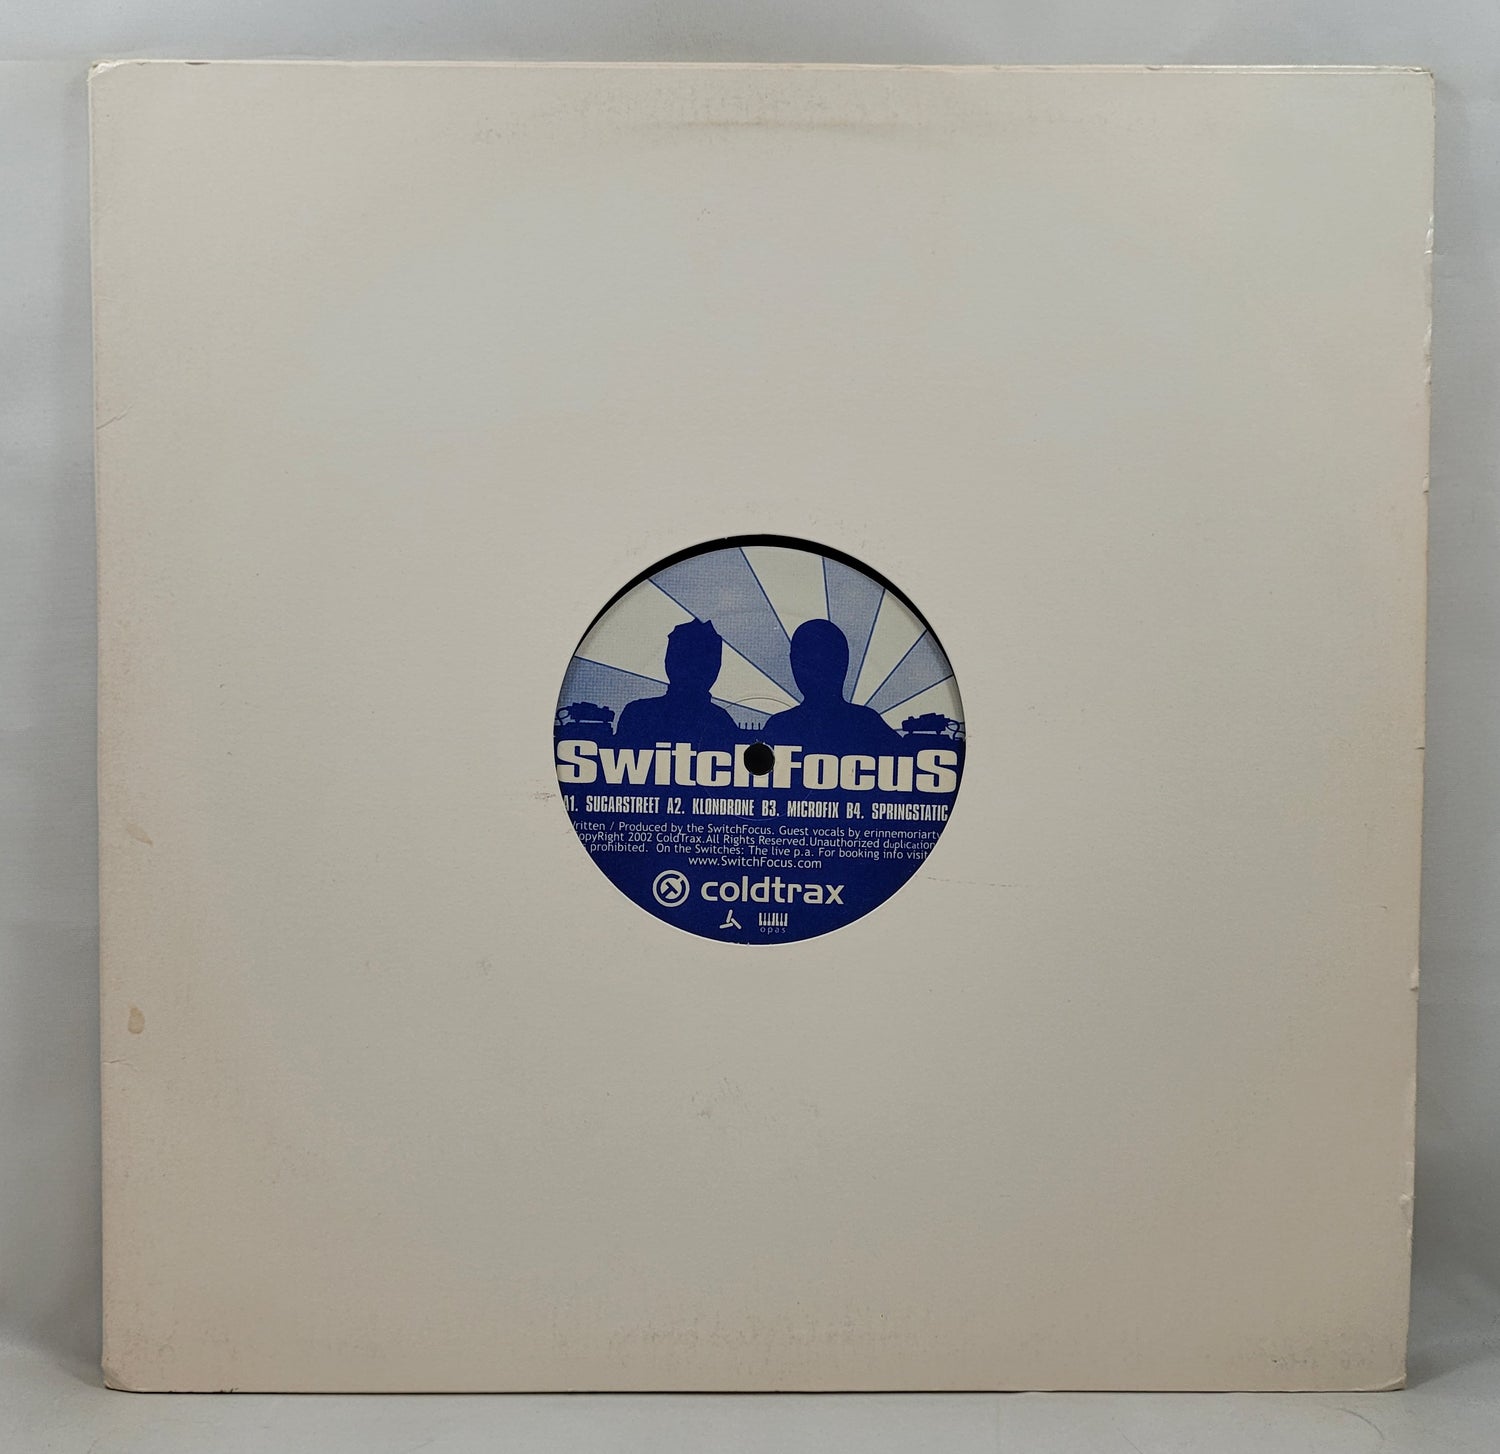 SwitchFocuS
A1. SUGARSTREET A2. KLONDRONE B3. MICROFIX B4. SPRINGSTATIC
Written / Produced by the SwitchFocus. Guest vocals by erinnemoriarty
CopyRight 2002 ColdTrax.All Rights Reserved.Unauthorized duplication
is prohibited. On the Switches: The live p.a. For booking info visit
www.SwitchFocus.com
coldtrax
opas